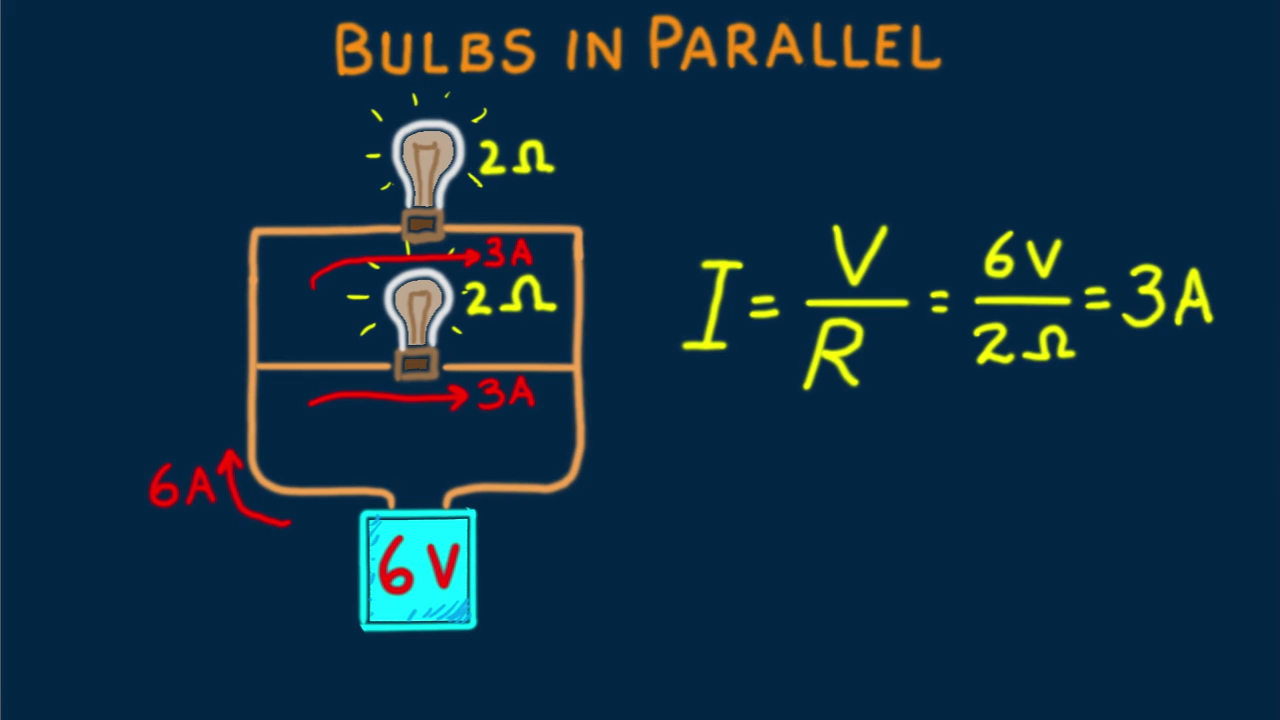 BULBS IN PARALLEL
2Ω
3A
2Ω
3A
6A
6V
I = V/R = 6V/2Ω = 3A